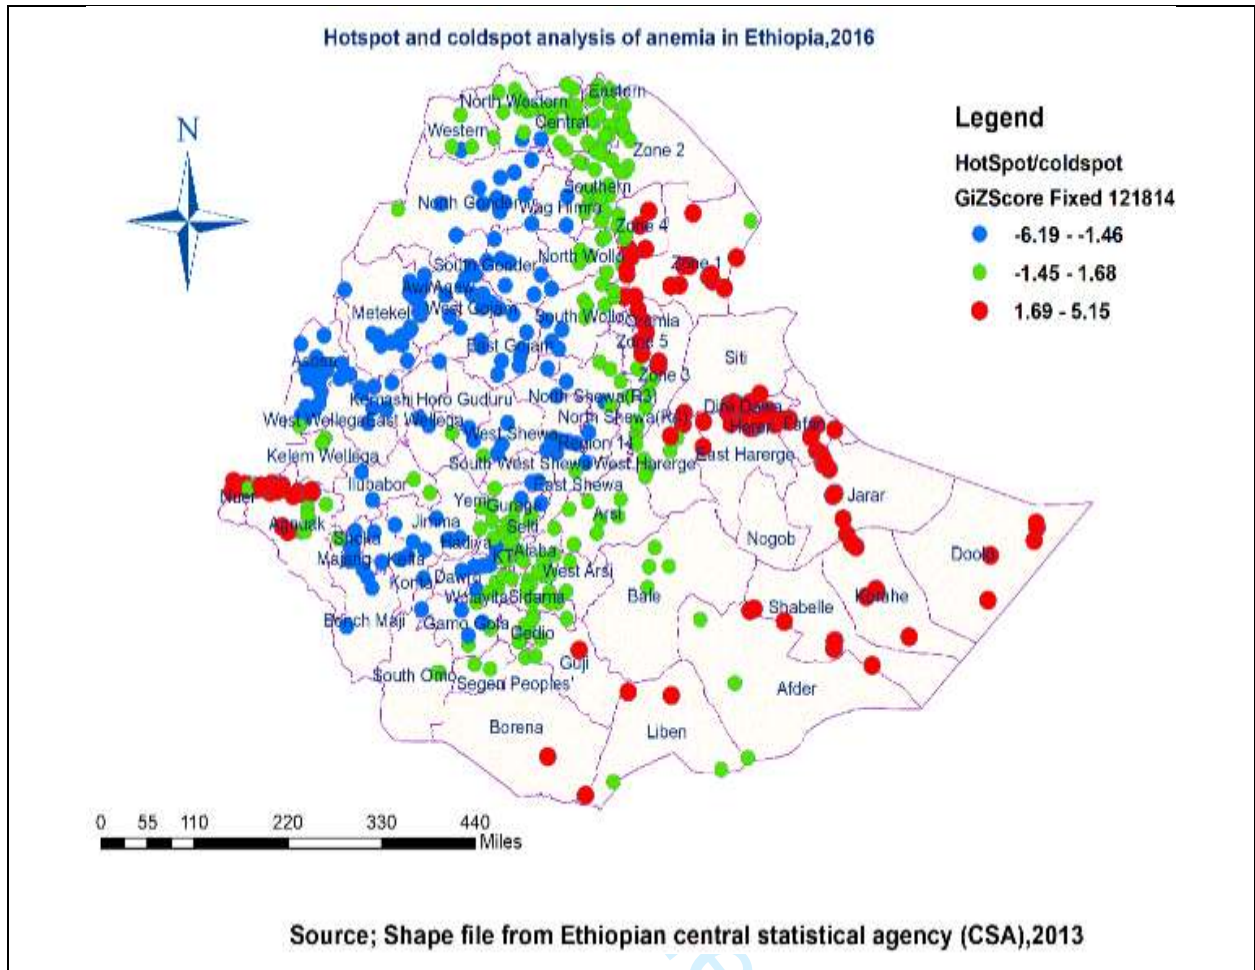 Hotspot and coldspot analysis of anemia in Ethiopia,2016
N
Legend
HotSpot/coldspot
GiZScore Fixed 121814
-6.19 - -1.46
-1.45 - 1.68
1.69 - 5.15
Eastern
North Western
Central
Western
Zone 2
Southern
North Gonder
Wag Himra
Zone 4
North Wollo
Zone 1
South Gonder
Awi/Agew
West Gojam
Metekel
South Wollo
Oromia
Zone 5
East Gojam
Siti
Zone 3
Kemashi
Horo Guduru
North Shewa(R3)
Dire Dawa
North Shewa(R4)
West Wellega
East Wellega
Fafan
West Shewa
Region 14
East Harerge
Kelem Wellega
South West Shewa
West Harerge
Ilubabor
East Shewa
Nuer
Yem
Gurage
Jarar
Agnuak
Jimma
Selti
Arsi
Sheka
Hadiya
Nogob
Majang
Keffa
KT
Alaba
Doolo
Konta
Dawro
West Arsi
Bale
Wolayita
Sidama
Shabelle
Korahe
Bench Maji
Gamo Gofa
Gedio
Guji
South Omo
Segen Peoples'
Afder
Borena
Liben
0 55 110 220 330 440
Miles
Source; Shape file from Ethiopian central statistical agency (CSA),2013